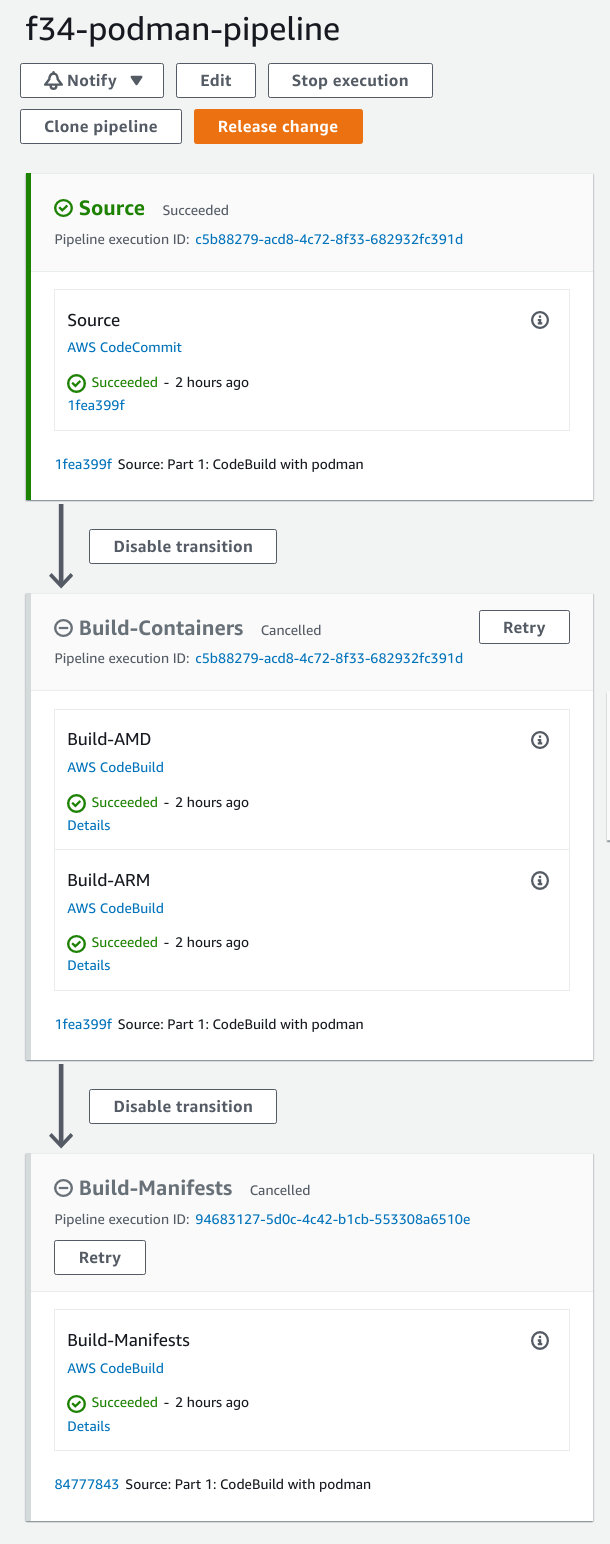 f34-podman-pipeline
Notify
Edit
Stop execution
Clone pipeline
Release change
Source Succeeded
Pipeline execution ID: c5b88279-acd8-4c72-8f33-682932fc391d
Source
AWS CodeCommit
Succeeded - 2 hours ago
1fea399f
1fea399f Source: Part 1: CodeBuild with podman
Disable transition
Build-Containers Cancelled
Retry
Pipeline execution ID: c5b88279-acd8-4c72-8f33-682932fc391d
Build-AMD
AWS CodeBuild
Succeeded - 2 hours ago
Details
Build-ARM
AWS CodeBuild
Succeeded - 2 hours ago
Details
1fea399f Source: Part 1: CodeBuild with podman
Disable transition
Build-Manifests Cancelled
Pipeline execution ID: 94683127-5d0c-4c42-b1cb-553308a6510e
Retry
Build-Manifests
AWS CodeBuild
Succeeded - 2 hours ago
Details
84777843 Source: Part 1: CodeBuild with podman